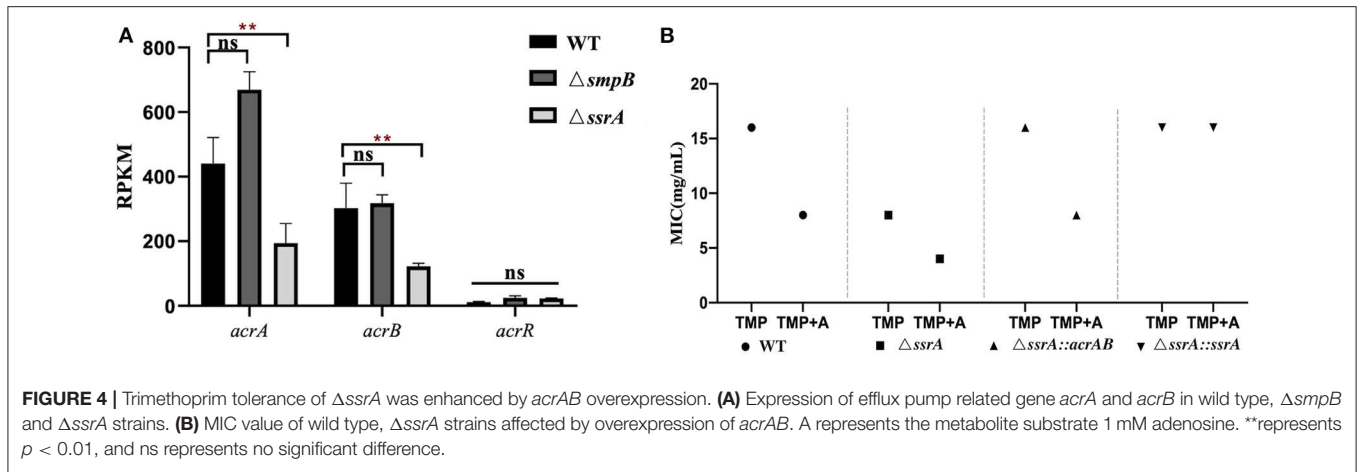 A
800
600
400
200
0
RPKM
**
ns
**
ns
ns
acrA acrB acrR
WT
△smpB
△ssrA
B
20
15
10
5
0
MIC(mg/mL)
TMP TMP+A TMP TMP+A TMP TMP+A TMP TMP+A
● WT ■ △ssrA ▲ △ssrA::acrAB ▼ △ssrA::ssrA
FIGURE 4 | Trimethoprim tolerance of ΔssrA was enhanced by acrAB overexpression. (A) Expression of efflux pump related gene acrA and acrB in wild type, ΔsmpB
and ΔssrA strains. (B) MIC value of wild type, ΔssrA strains affected by overexpression of acrAB. A represents the metabolite substrate 1 mM adenosine. **represents
p < 0.01, and ns represents no significant difference.